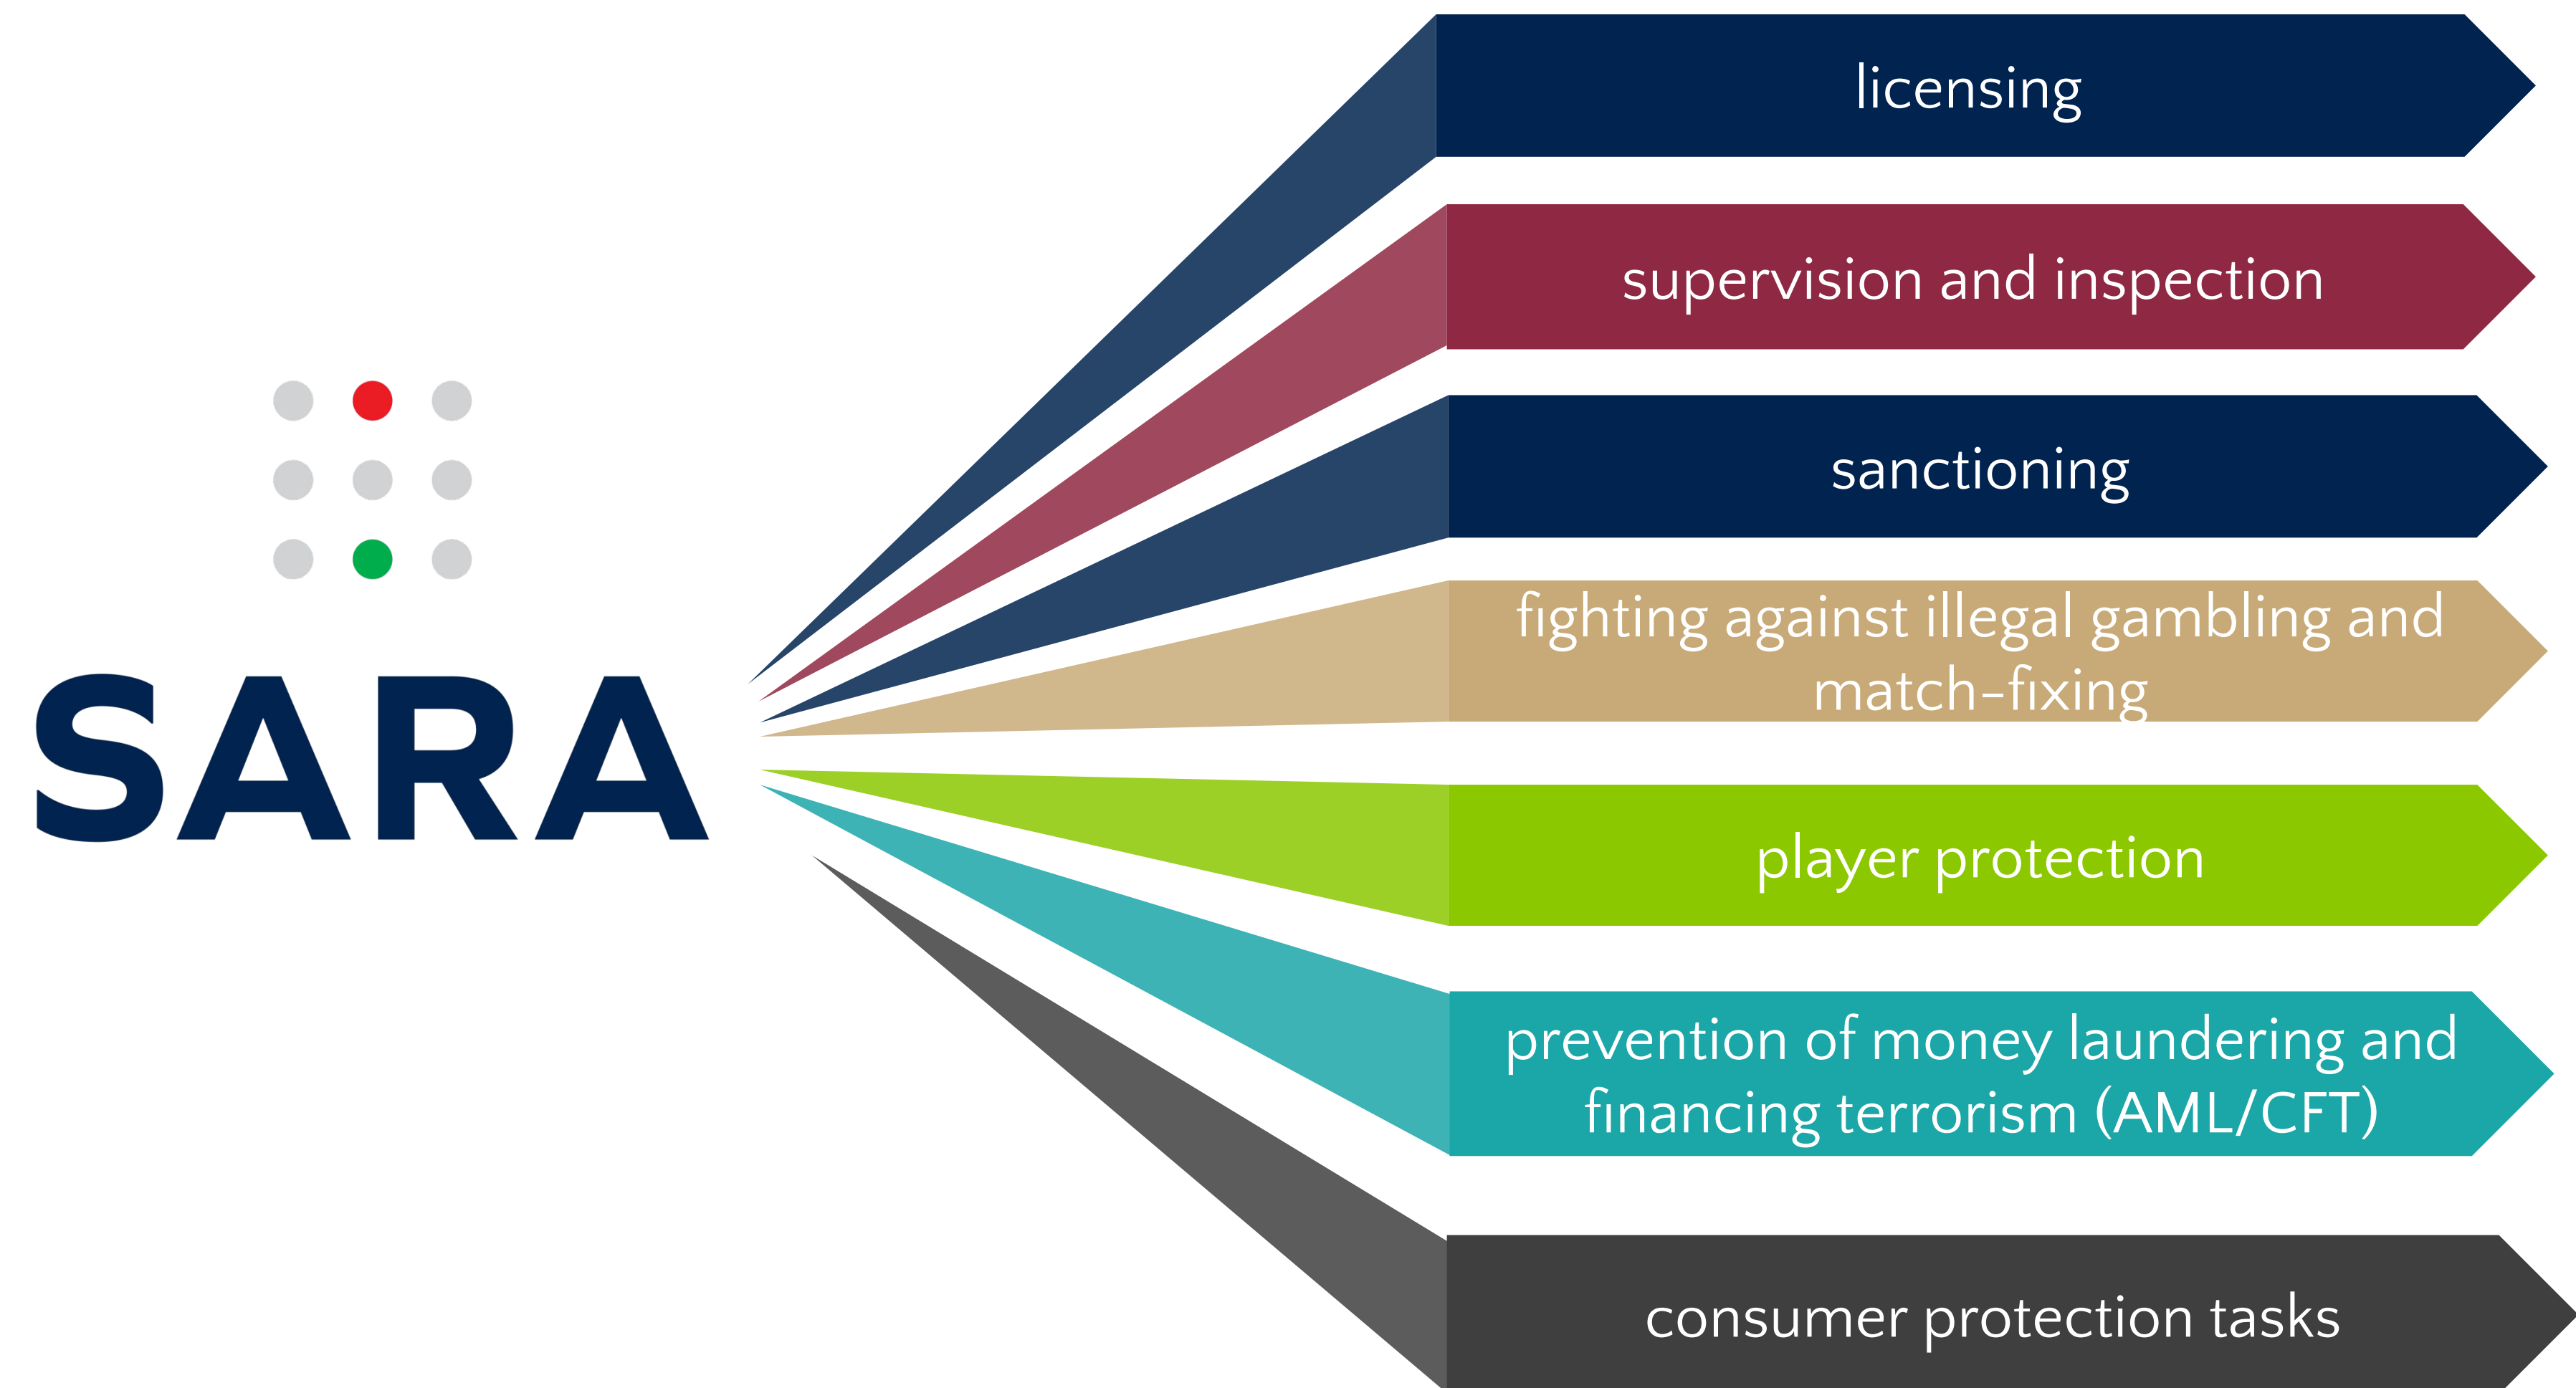 SARA
licensing
supervision and inspection
sanctioning
fighting against illegal gambling and
match-fixing
player protection
prevention of money laundering and
financing terrorism (AML/CFT)
consumer protection tasks